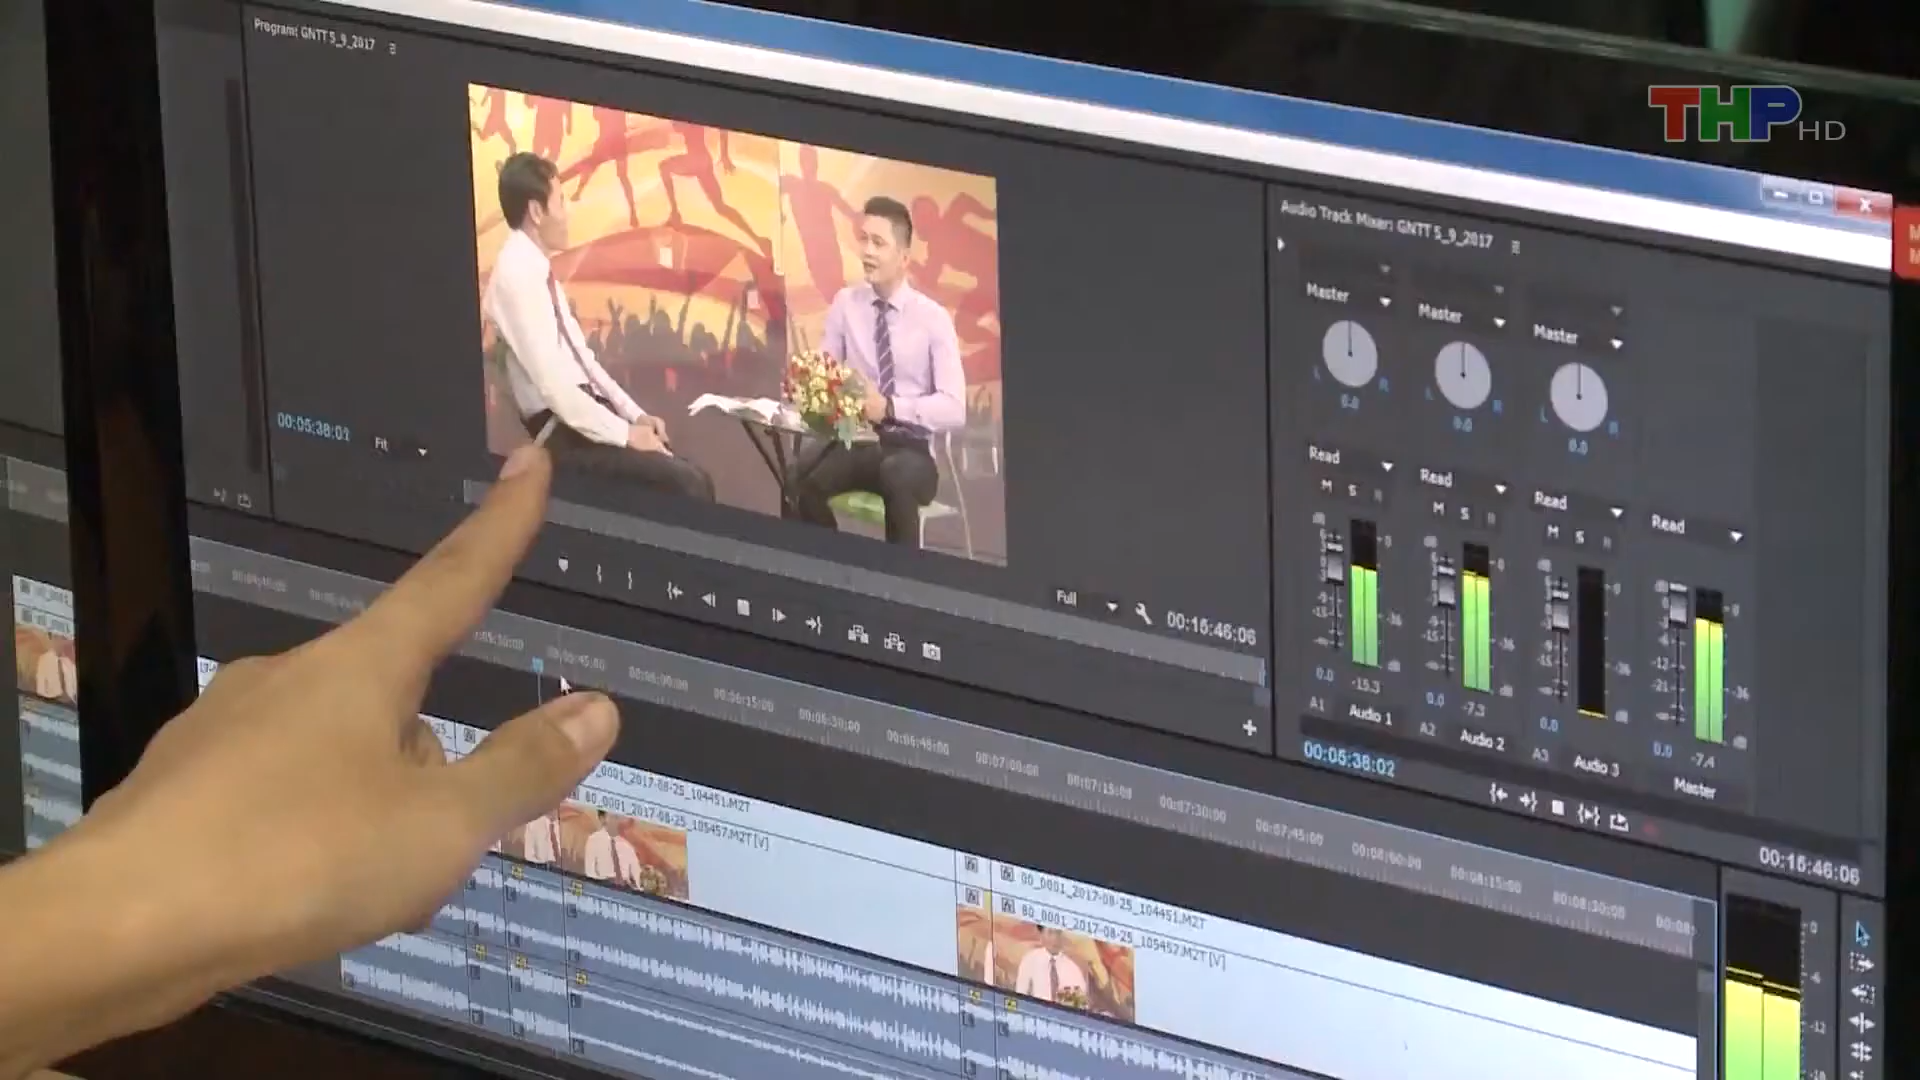 Program: GNTT 5_9_2017
THP HD
Audio Track Mixer: GNTT 5_9_2017
Master
Master
Master
L R
L R
L R
0.0
0.0
0.0
00:05:38:01
Fit
Read
Read
Read
Read
M S R
M S R
M S R
Full
00:15:46:06
0.0 -15.3
0.0 -7.3
0.0
0.0 -7.4
A1 Audio 1
A2 Audio 2
A3 Audio 3
Master
00:05:38:02
00:15:46:06
00:05:45:00
00:06:00:00
00:06:15:00
00:06:30:00
00:06:45:00
00:07:00:00
00:07:15:00
00:07:30:00
00:07:45:00
00:08:00:00
00:08:15:00
00:08:30:00
_0001_2017-08-25_104451.M2T
80_0001_2017-08-25_105457.M2T [V]
00_0001_2017-08-25_104451.M2T
80_0001_2017-08-25_105457.M2T [V]